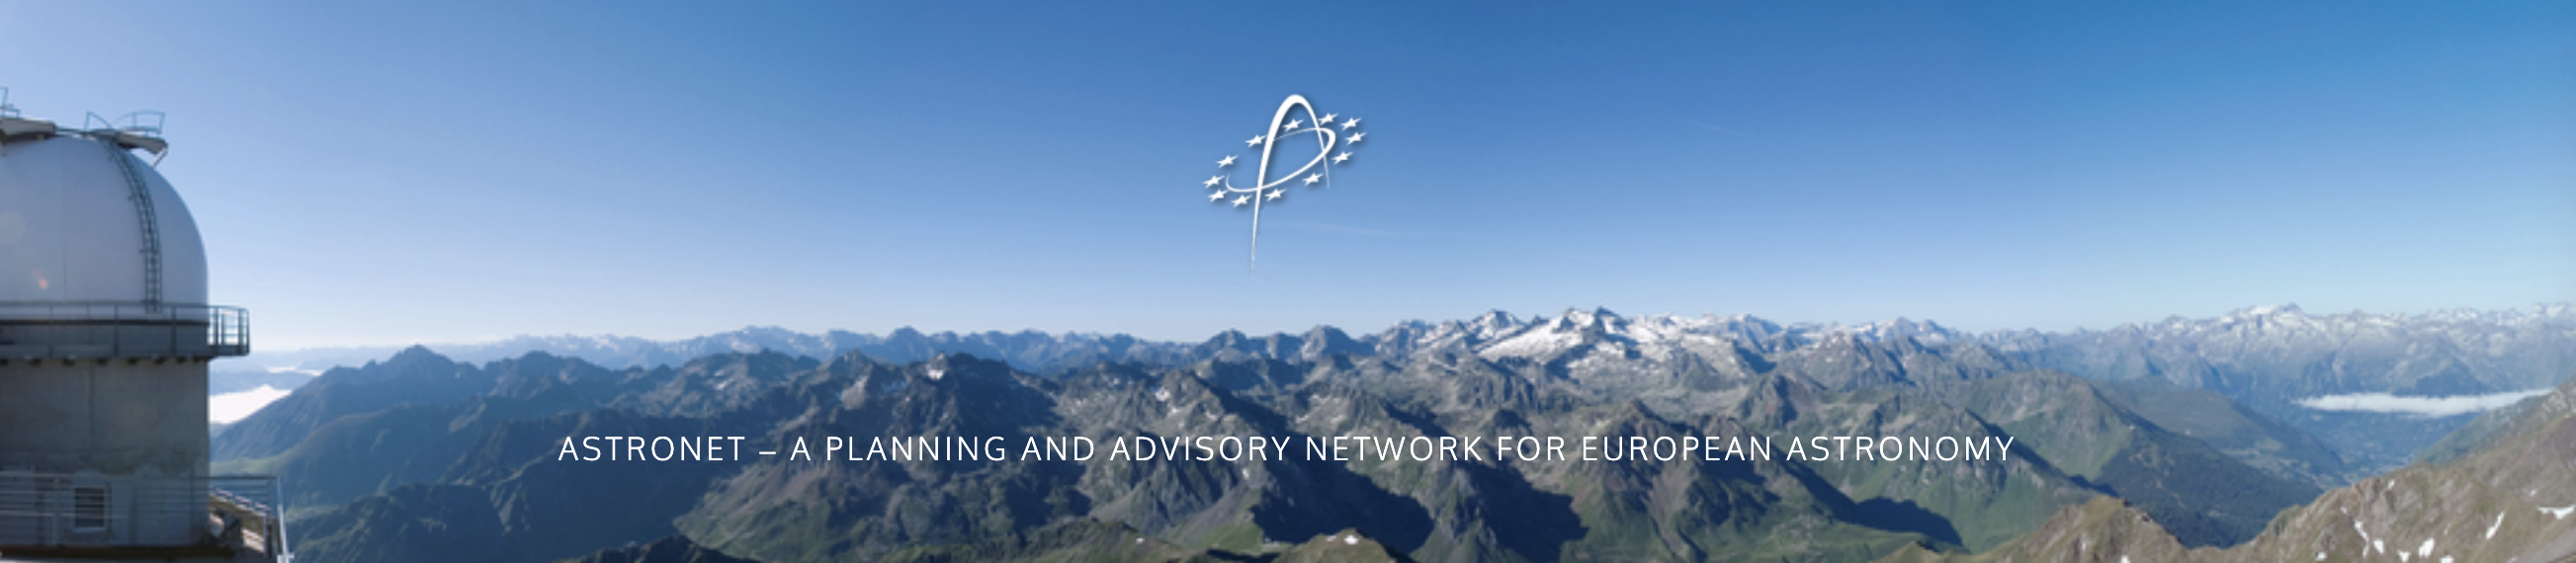 ASTRONET – A PLANNING AND ADVISORY NETWORK FOR EUROPEAN ASTRONOMY